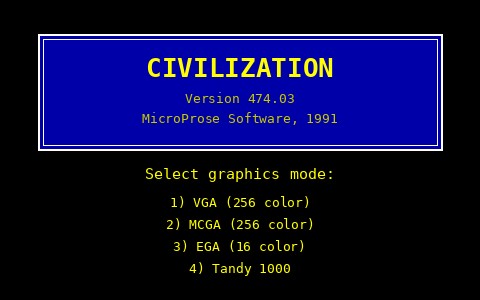 CIVILIZATION
Version 474.03
MicroProse Software, 1991
Select graphics mode:
1) VGA (256 color)
2) MCGA (256 color)
3) EGA (16 color)
4) Tandy 1000